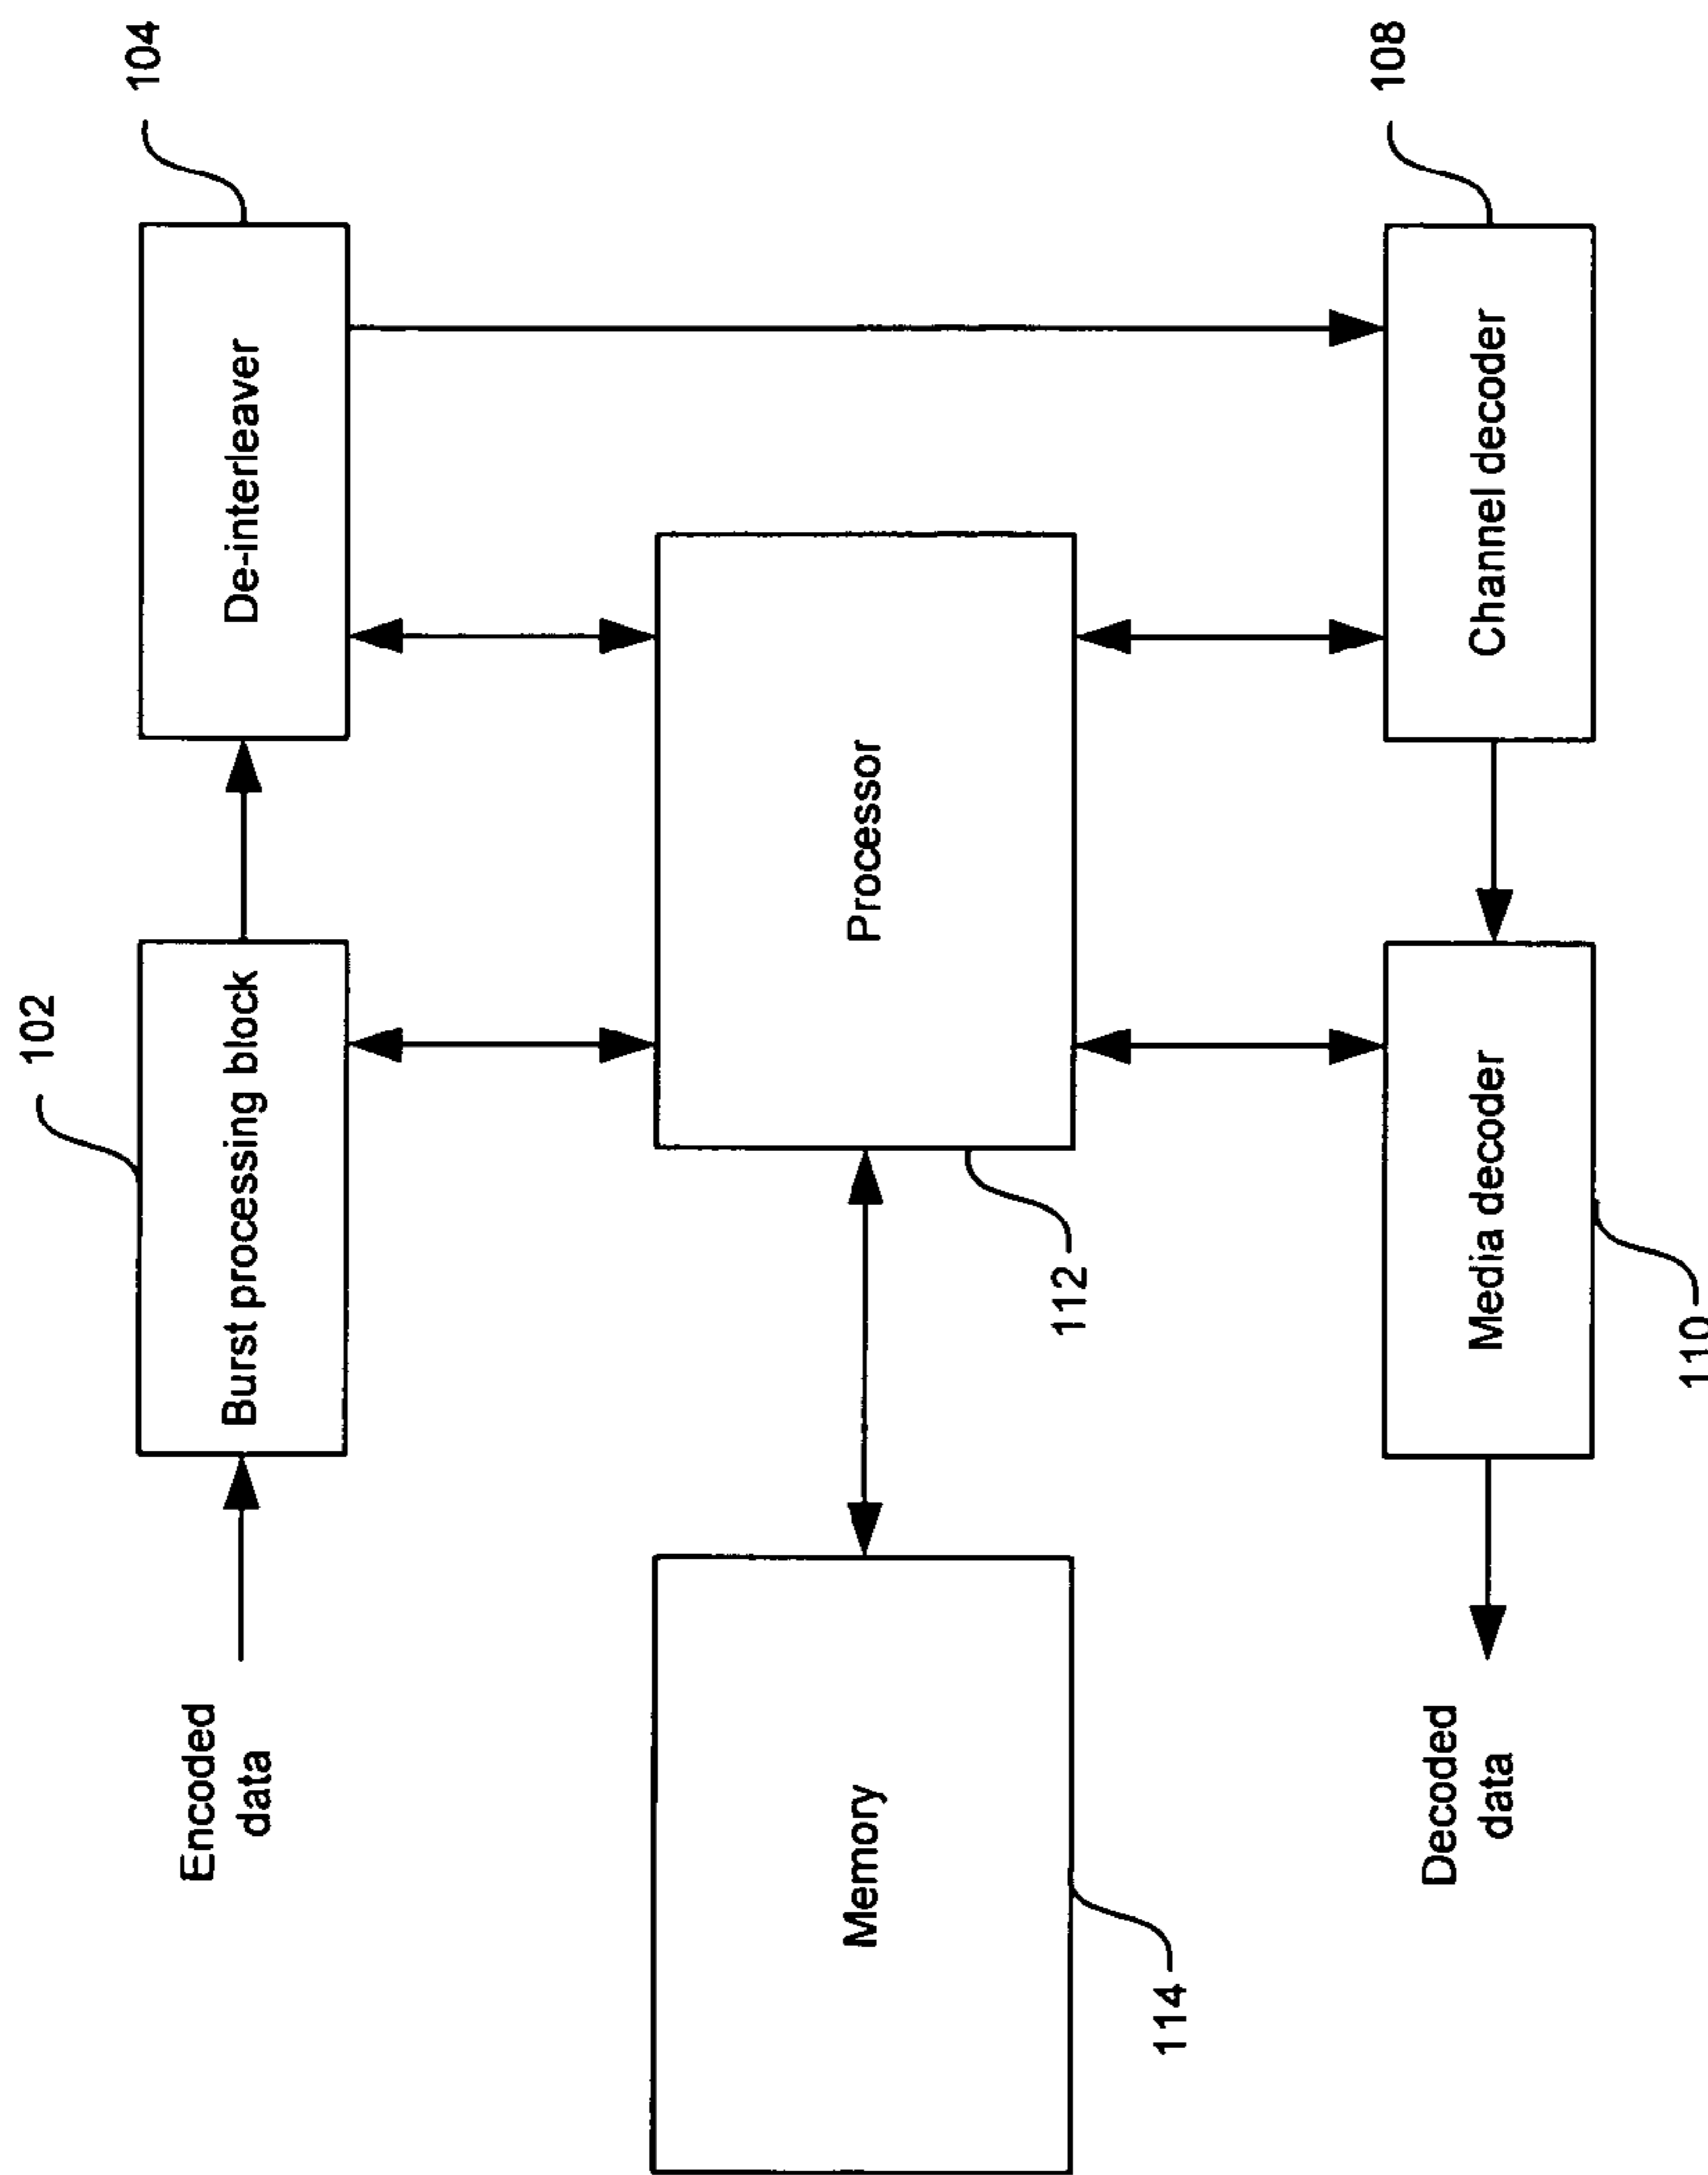 102
104
Encoded
data
Burst processing block
De-interleaver
Memory
Processor
114
112
Decoded
data
Media decoder
Channel decoder
110
108